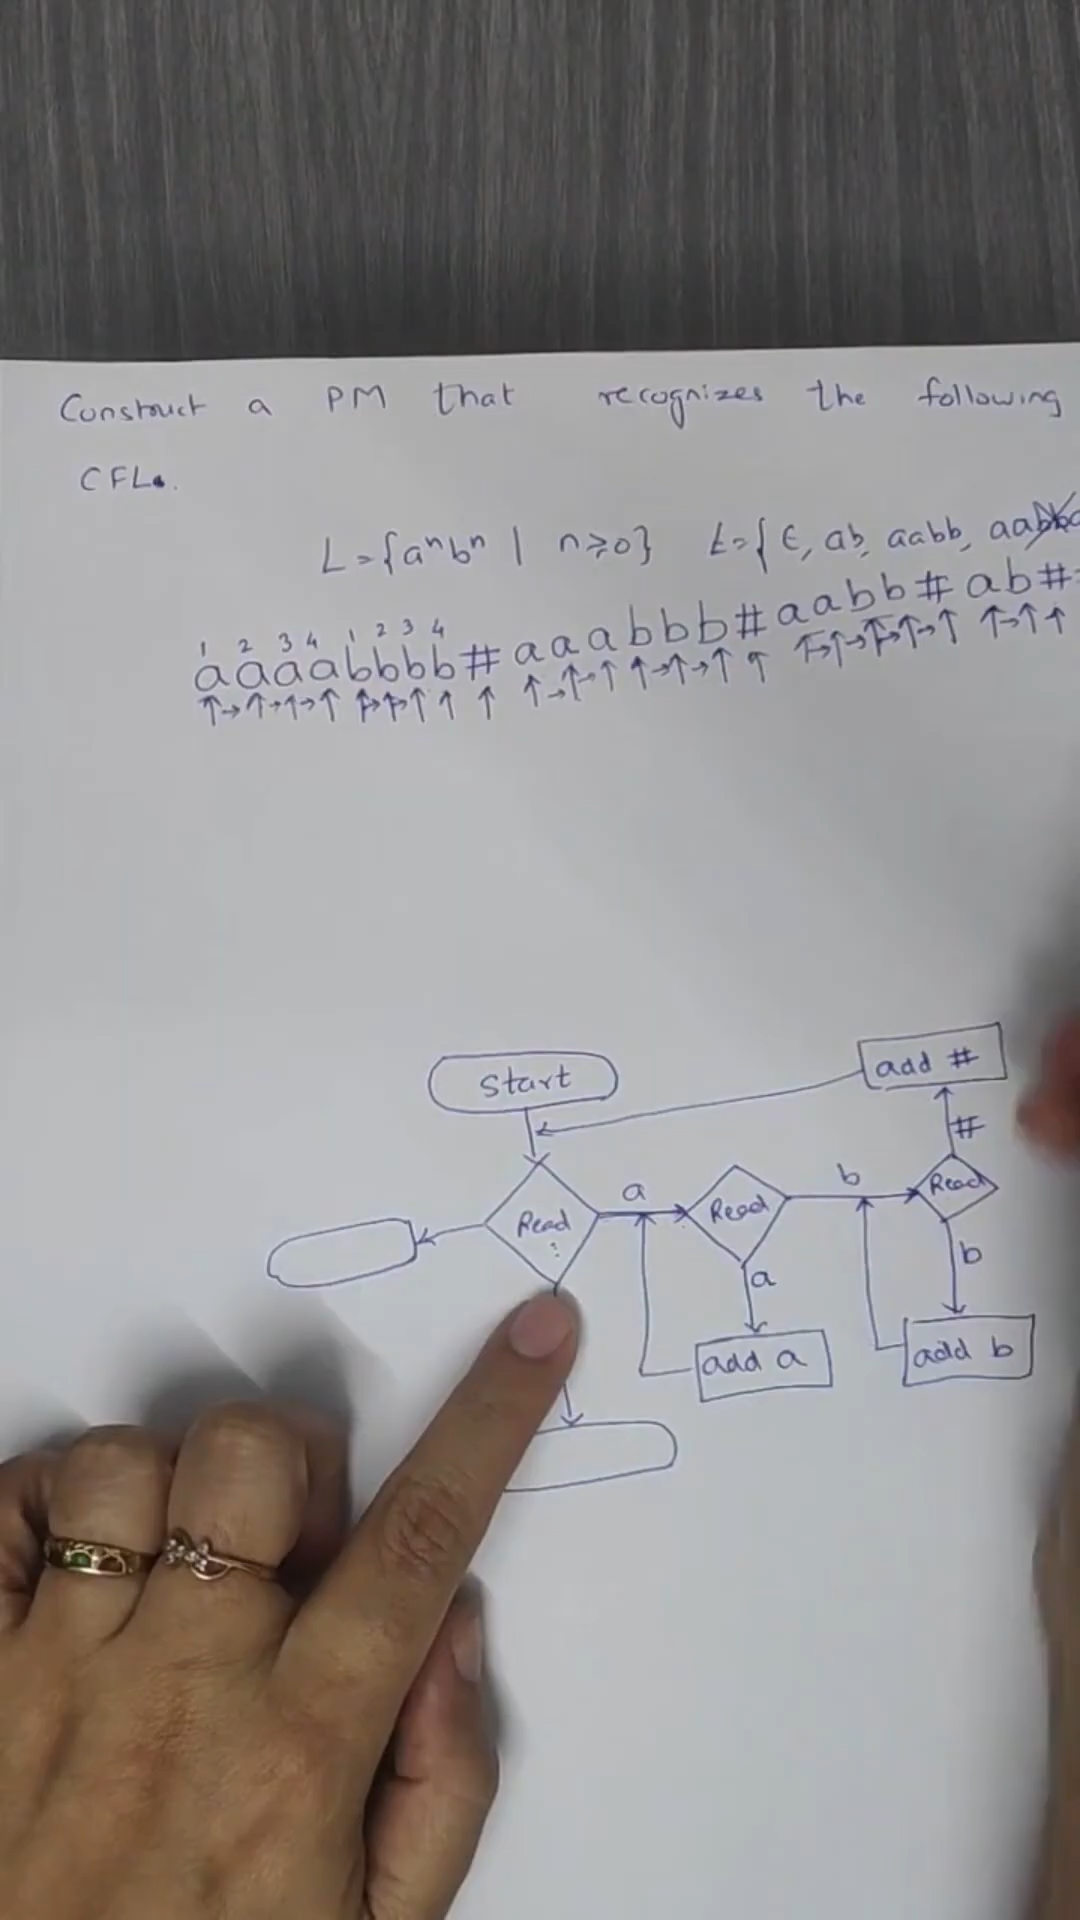 Construct a PM that recognizes the following
CFLs.
L={aⁿbⁿ | n≥0} L={ϵ, ab, aabb,
1 2 3 4 1 2 3 4
aaaabbbb#aaabbb#aabb#ab#
Start
add #
#
Read
a
Read
b
Read
a
b
add a
add b